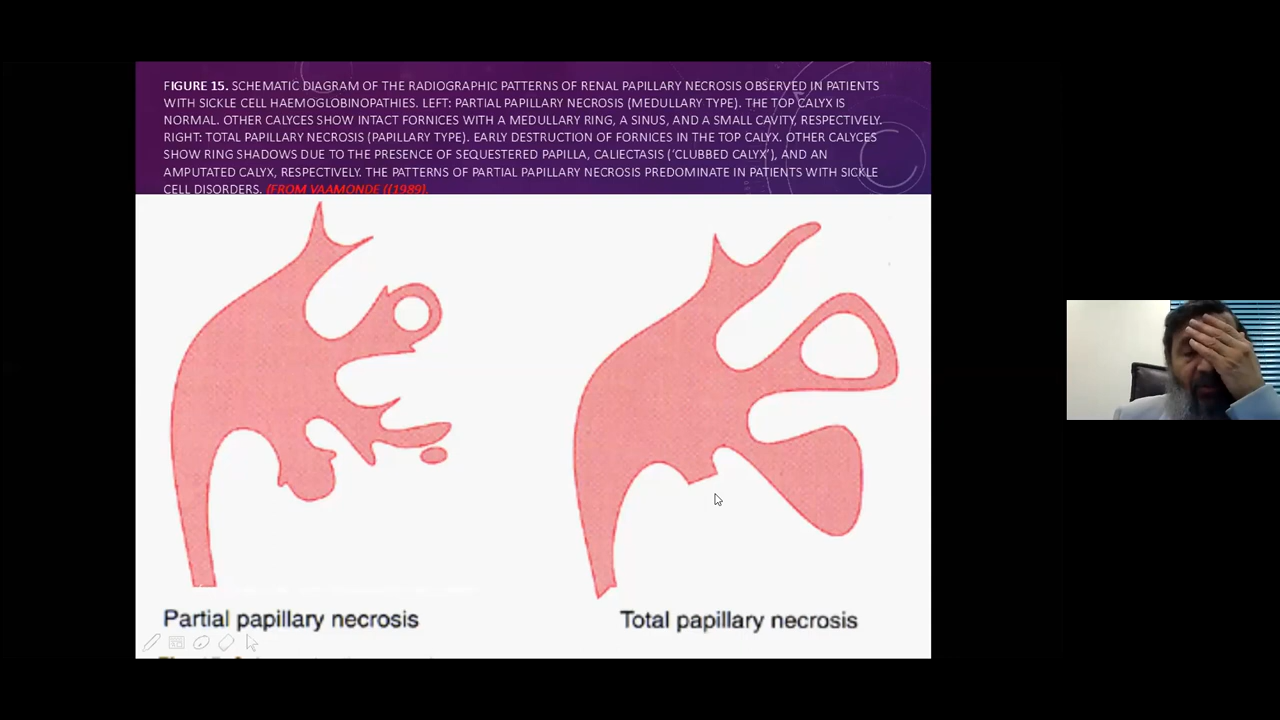 FIGURE 15. SCHEMATIC DIAGRAM OF THE RADIOGRAPHIC PATTERNS OF RENAL PAPILLARY NECROSIS OBSERVED IN PATIENTS
WITH SICKLE CELL HAEMOGLOBINOPATHIES. LEFT: PARTIAL PAPILLARY NECROSIS (MEDULLARY TYPE). THE TOP CALYX IS
NORMAL. OTHER CALYCES SHOW INTACT FORNICES WITH A MEDULLARY RING, A SINUS, AND A SMALL CAVITY, RESPECTIVELY.
RIGHT: TOTAL PAPILLARY NECROSIS (PAPILLARY TYPE). EARLY DESTRUCTION OF FORNICES IN THE TOP CALYX. OTHER CALYCES
SHOW RING SHADOWS DUE TO THE PRESENCE OF SEQUESTERED PAPILLA, CALIECTASIS ('CLUBBED CALYX'), AND AN
AMPUTATED CALYX, RESPECTIVELY. THE PATTERNS OF PARTIAL PAPILLARY NECROSIS PREDOMINATE IN PATIENTS WITH SICKLE
CELL DISORDERS. (FROM VAAMONDE ((1989).
Partial papillary necrosis
Total papillary necrosis